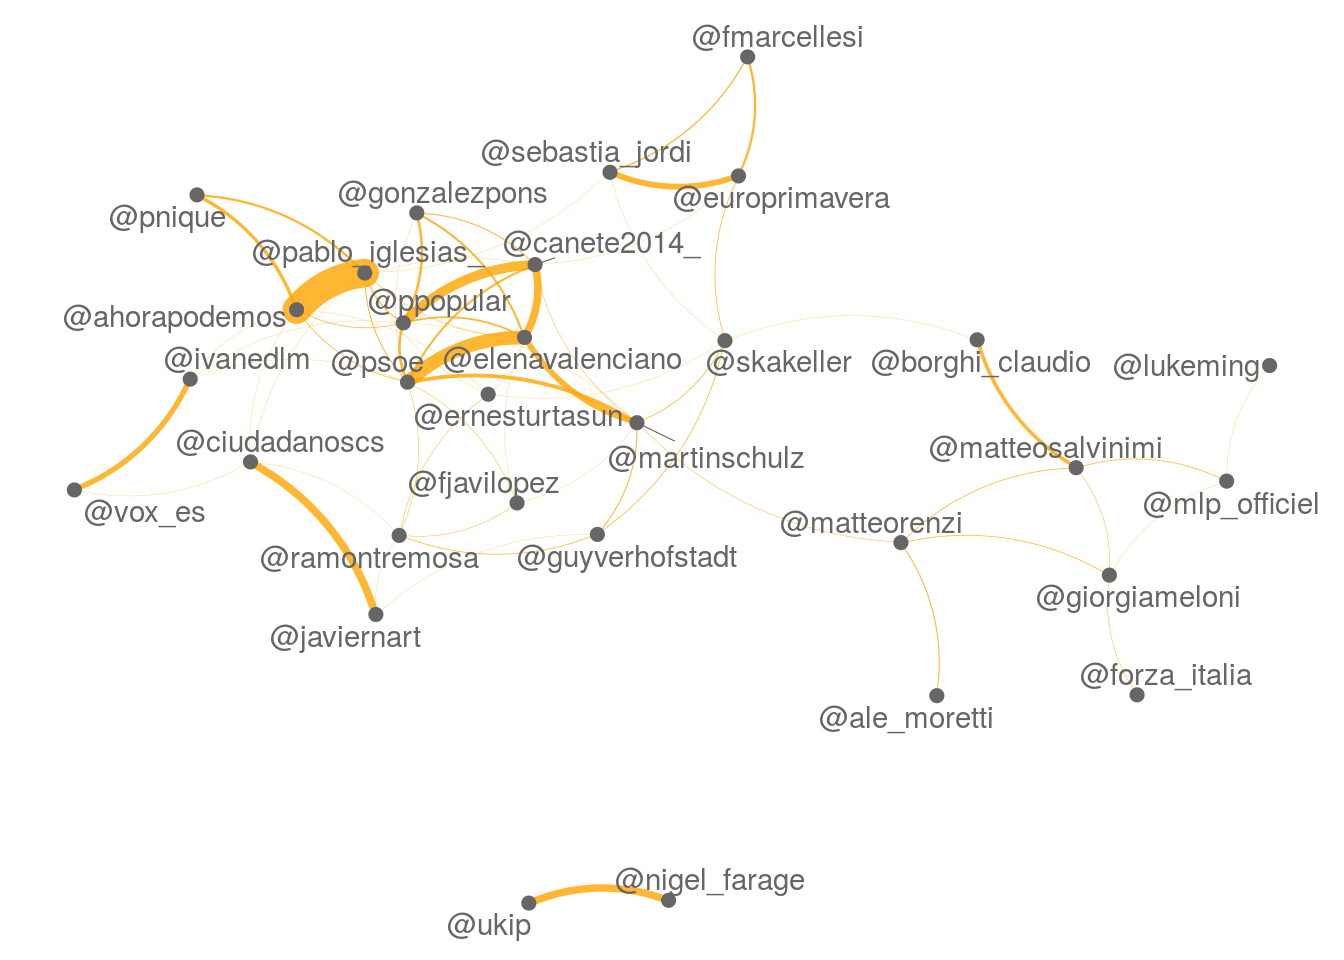 @fmarcellesi
@sebastia_jordi
@europrimavera
@gonzalezpons
@pnique
@canete2014_
@pablo_iglesias_
@ppopular
@ahorapodemos
@ivanedlm
@psoe
@elenavalenciano
@skakeller
@borghi_claudio
@lukeming
@ernesturtasun
@ciudadanoscs
@martinschulz
@matteosalvinimi
@fjavilopez
@vox_es
@mlp_officiel
@matteorenzi
@ramontremosa
@guyverhofstadt
@giorgiameloni
@javiernart
@forza_italia
@ale_moretti
@nigel_farage
@ukip